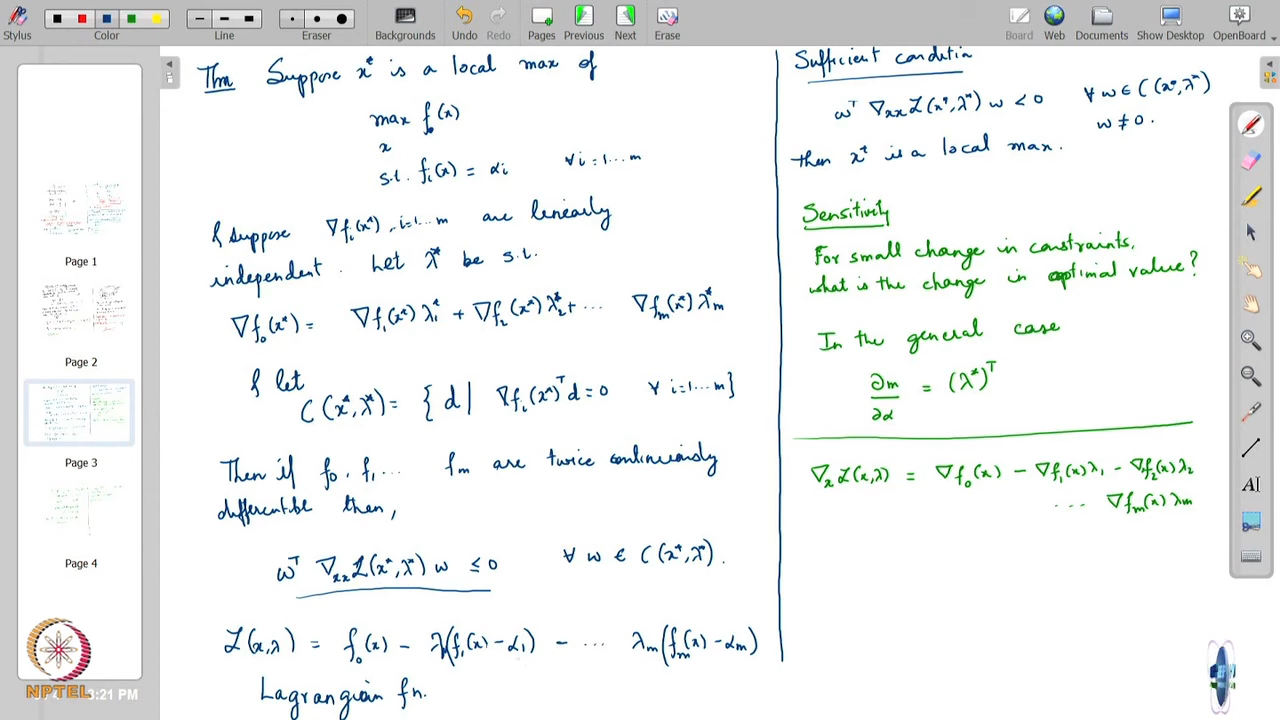 Stylus
Color
Line
Eraser
Backgrounds
Undo
Redo
Pages
Previous
Next
Erase
Board
Web
Documents
Show Desktop
OpenBoard
Page 1
Page 2
Page 3
Page 4
Thm Suppose x* is a local max of
max f₀(x)
x
s.t. fᵢ(x) = αᵢ ∀ i = 1 ... m
& suppose ∇fᵢ(x*), i=1...m are linearly
independent. Let λ* be s.t.
∇f₀(x*) = ∇f₁(x*) λ₁* + ∇f₂(x*) λ₂* + ... ∇fₘ(x*) λₘ*
& let
C(x*, λ*) = { d | ∇fᵢ(x*)ᵀd = 0 ∀ i=1...m}
Then if f₀, f₁, ... fₘ are twice continuously
differentible then,
wᵀ ∇ₓₓ ℒ(x*, λ*) w ≤ 0 ∀ w ∈ C(x*, λ*).
ℒ(x,λ) = f₀(x) − λ₁(f₁(x) − α₁) − ... λₘ(fₘ(x) − αₘ)
Lagrangian fn.
Sufficient conditin
wᵀ ∇ₓₓ ℒ(x*, λ*) w < 0 ∀ w ∈ C(x*, λ*)
w ≠ 0.
then x* is a local max.
Sensitivity
For small change in constraints,
what is the change in optimal value?
In the general case
∂m/∂α = (λ*)ᵀ
∇ₓ ℒ(x,λ) = ∇f₀(x) − ∇f₁(x) λ₁ − ∇f₂(x) λ₂
... ∇fₘ(x) λₘ
NPTEL
3:21 PM